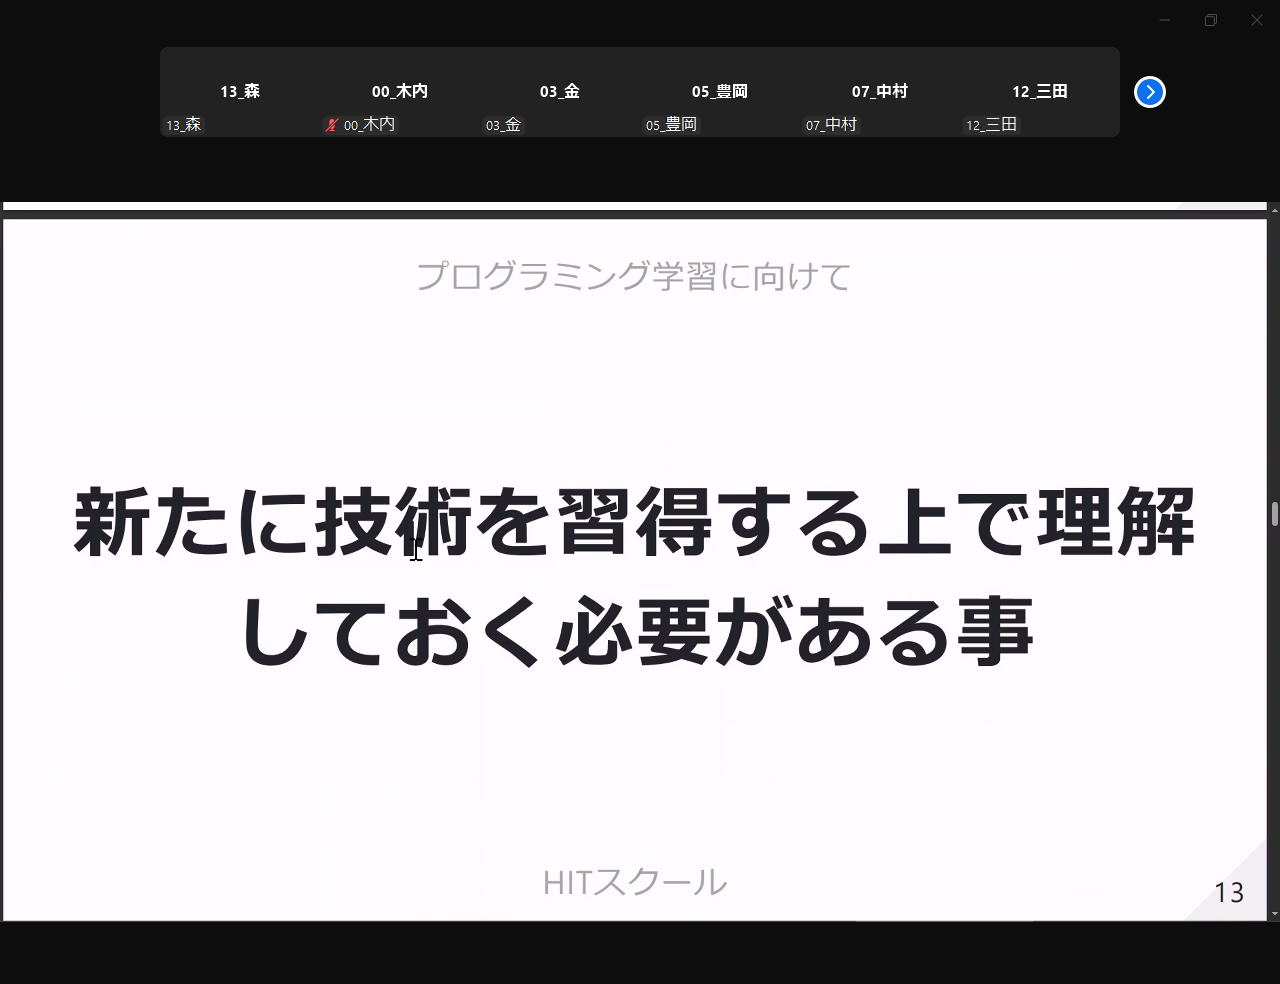 13_森
00_木内
03_金
05_豊岡
07_中村
12_三田
13_森
00_木内
03_金
05_豊岡
07_中村
12_三田
プログラミング学習に向けて
新たに技術を習得する上で理解
しておく必要がある事
HITスクール
13